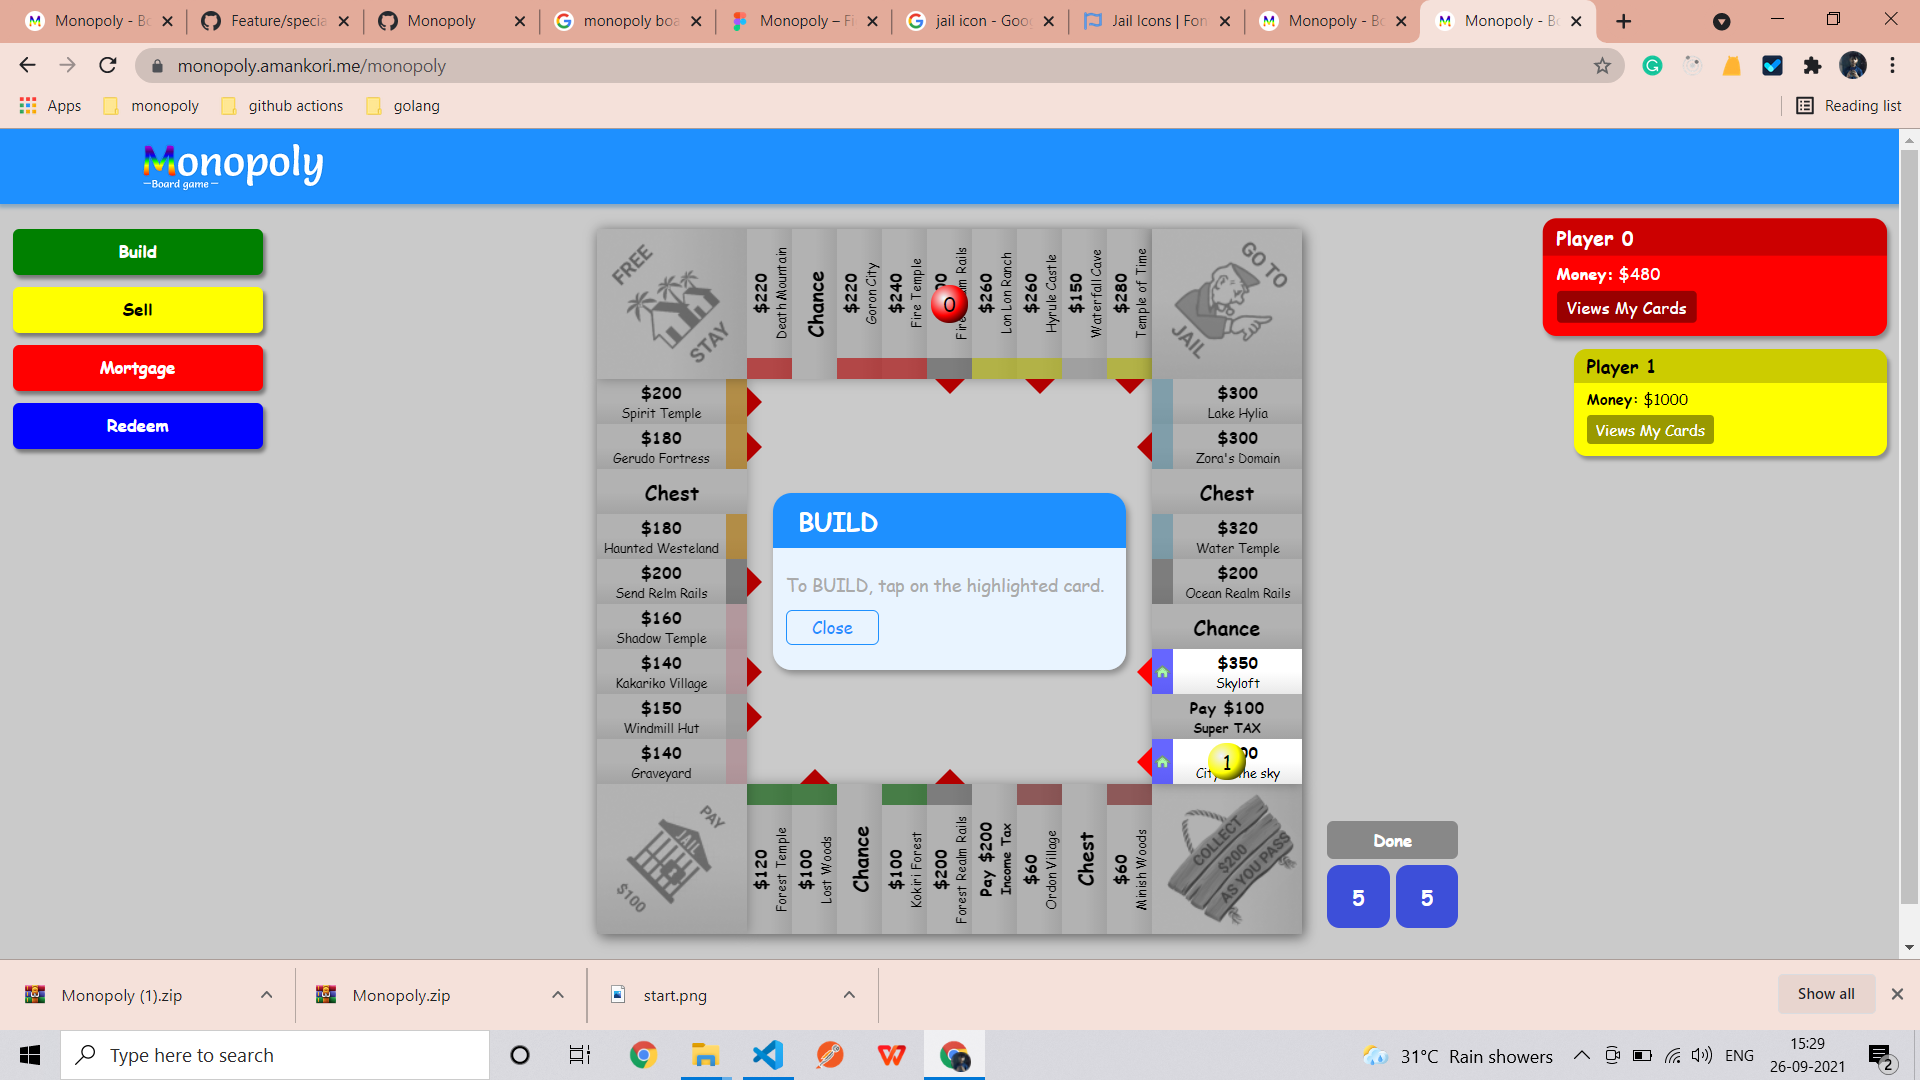 Monopoly - Bo
Feature/specia
Monopoly
monopoly boa
Monopoly – Fi
jail icon - Goo
Jail Icons | Fon
Monopoly - Bo
Monopoly - Bo
monopoly.amankori.me/monopoly
Apps
monopoly
github actions
golang
Reading list
Monopoly
Board game
Build
Sell
Mortgage
Redeem
FREE STAY
$220
Death Mountain
Chance
$220
Goron City
$240
Fire Temple
0
Rails
$260
Lon Lon Ranch
$260
Hyrule Castle
$150
Waterfall Cave
$280
Temple of Time
GO TO JAIL
$200
Spirit Temple
$180
Gerudo Fortress
Chest
$180
Haunted Westeland
$200
Send Relm Rails
$160
Shadow Temple
$140
Kakariko Village
$150
Windmill Hut
$140
Graveyard
BUILD
To BUILD, tap on the highlighted card.
Close
$300
Lake Hylia
$300
Zora's Domain
Chest
$320
Water Temple
$200
Ocean Realm Rails
Chance
$350
Skyloft
Pay $100
Super TAX
1
he sky
PAY
JAIL
$100
$120
Forest Temple
$100
Lost Woods
Chance
$100
Kokiri Forest
$200
Forest Realm Rails
Pay $200
Income Tax
$60
Ordon Village
Chest
$60
Minish Woods
COLLECT
$200
AS YOU PASS
Player 0
Money: $480
Views My Cards
Player 1
Money: $1000
Views My Cards
Done
5 5
Monopoly (1).zip
Monopoly.zip
start.png
Show all
Type here to search
31°C Rain showers
ENG
15:29
26-09-2021
2